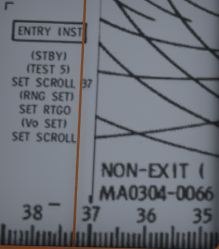 ENTRY INST
(STBY)
(TEST 5)
SET SCROLL 37
(RNG SET)
SET RTGO
(Vo SET)
SET SCROLL
NON-EXIT (
MA0304-0066
38 37 36 35